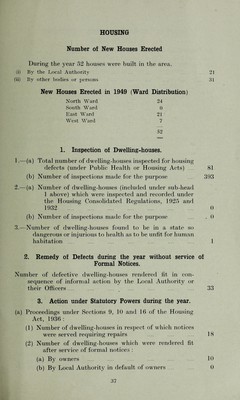 HOUSING
Number of New Houses Erected
During the year 52 houses were built in the area.
(i) By the Local Authority 21
(ii) By other bodies or persons 31
New Houses Erected in 1949 (Ward Distribution)
North Ward 24
South Ward 0
East Ward 21
West Ward 7
52
1. Inspection of Dwelling-houses.
1.—(a) Total number of dwelling-houses inspected for housing
defects (under Public Health or Housing Acts) 81
(b) Number of inspections made for the purpose 393
2.—(a) Number of dwelling-houses (included under sub-head
1 above) which were inspected and recorded under
the Housing Consolidated Regulations, 1925 and
1932 0
(b) Number of inspections made for the purpose 0
3.—Number of dwelling-houses found to be in a state so
dangerous or injurious to health as to be unfit for human
habitation 1
2. Remedy of Defects during the year without service of
Formal Notices.
Number of defective dwelling-houses rendered fit in con-
sequence of informal action by the Local Authority or
their Officers 33
3. Action under Statutory Powers during the year.
(a) Proceedings under Sections 9, 10 and 16 of the Housing
Act, 1936 :
(1) Number of dwelling-houses in respect of which notices
were served requiring repairs 18
(2) Number of dwelling-houses which were rendered fit
after service of formal notices :
(a) By owners 10
(b) By Local Authority in default of owners 0
32